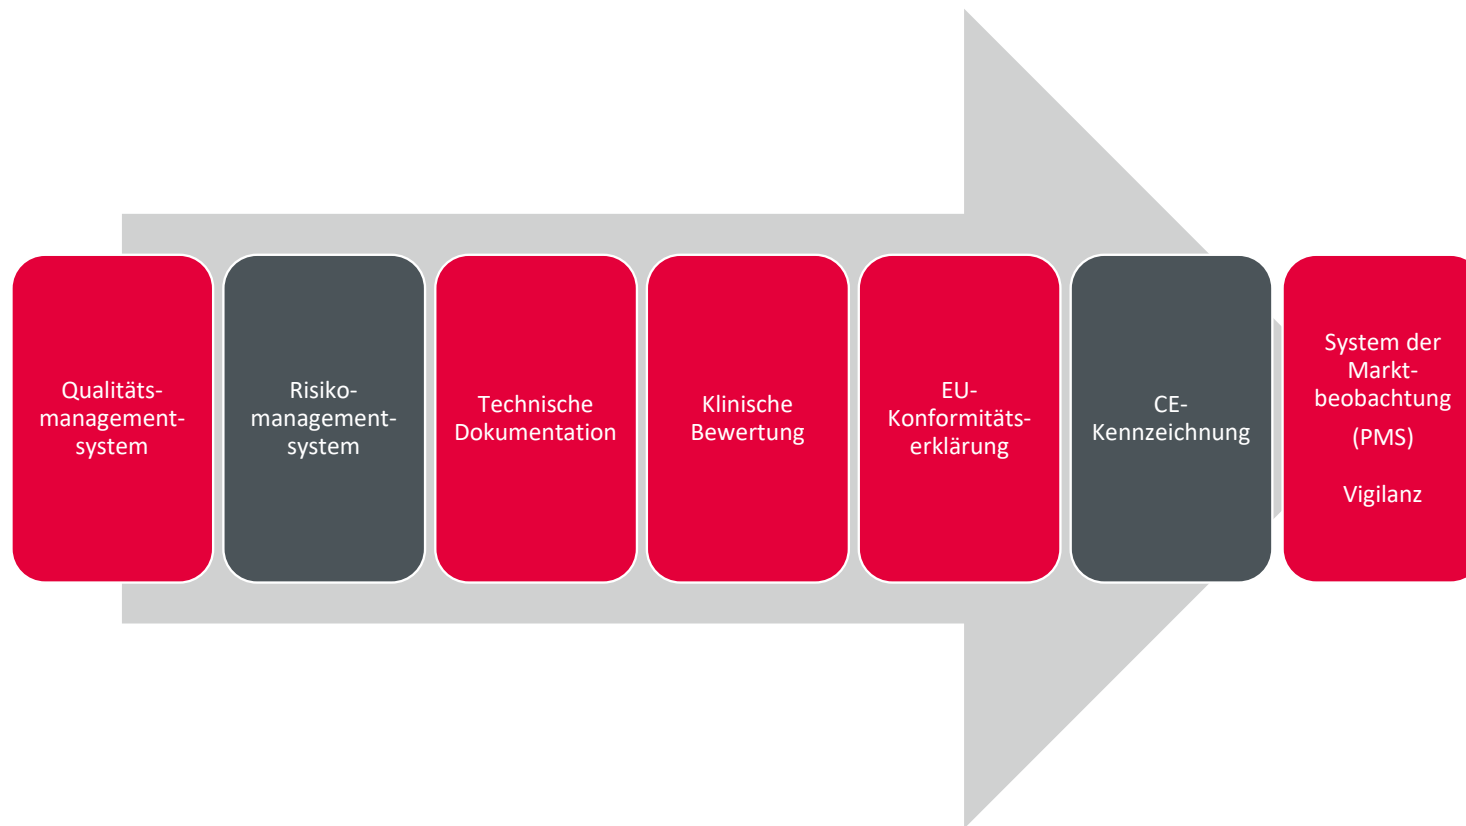 Qualitäts-
management-
system
Risiko-
management-
system
Technische
Dokumentation
Klinische
Bewertung
EU-
Konformitäts-
erklärung
CE-
Kennzeichnung
System der
Markt-
beobachtung
(PMS)
Vigilanz